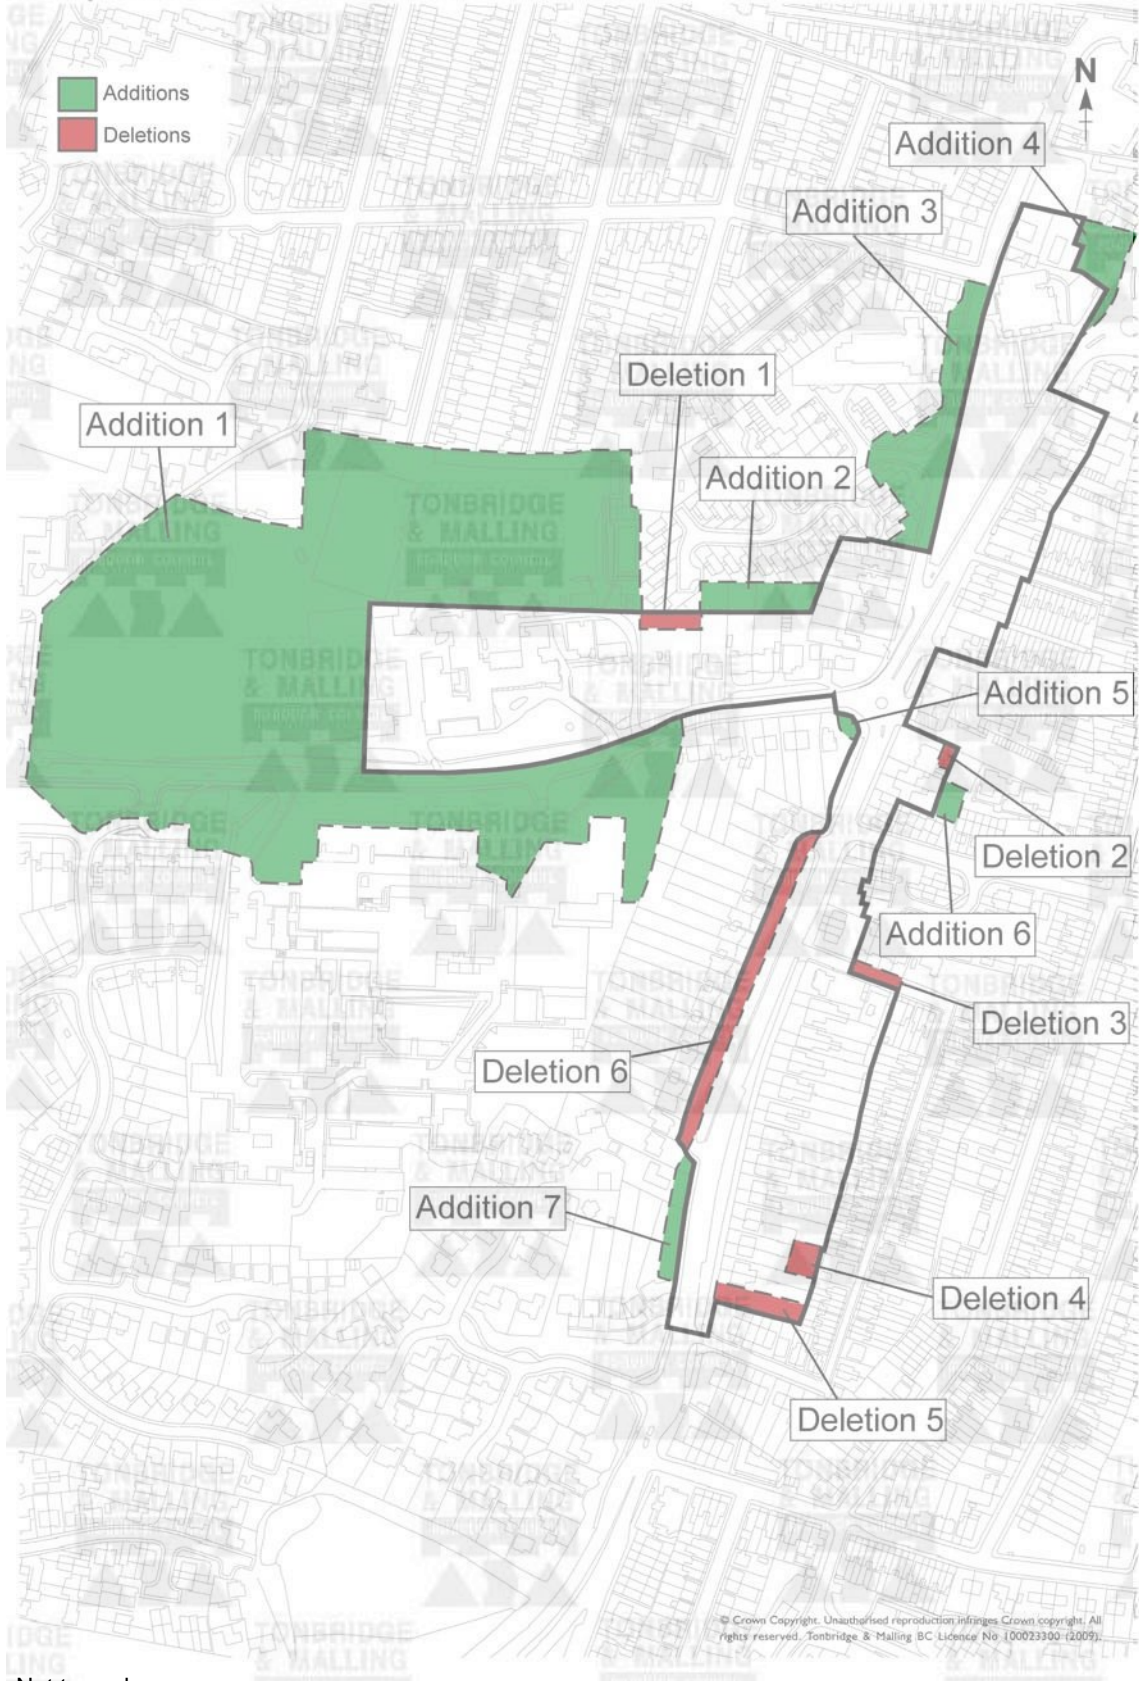 Additions
Deletions
N
Addition 4
Addition 3
Deletion 1
Addition 1
Addition 2
Addition 5
Deletion 2
Addition 6
Deletion 3
Deletion 6
Addition 7
Deletion 4
Deletion 5
TONBRIDGE
& MALLING
BOROUGH COUNCIL
© Crown Copyright. Unauthorised reproduction infringes Crown copyright. All
rights reserved. Tonbridge & Malling BC Licence No 100023300 (2009).